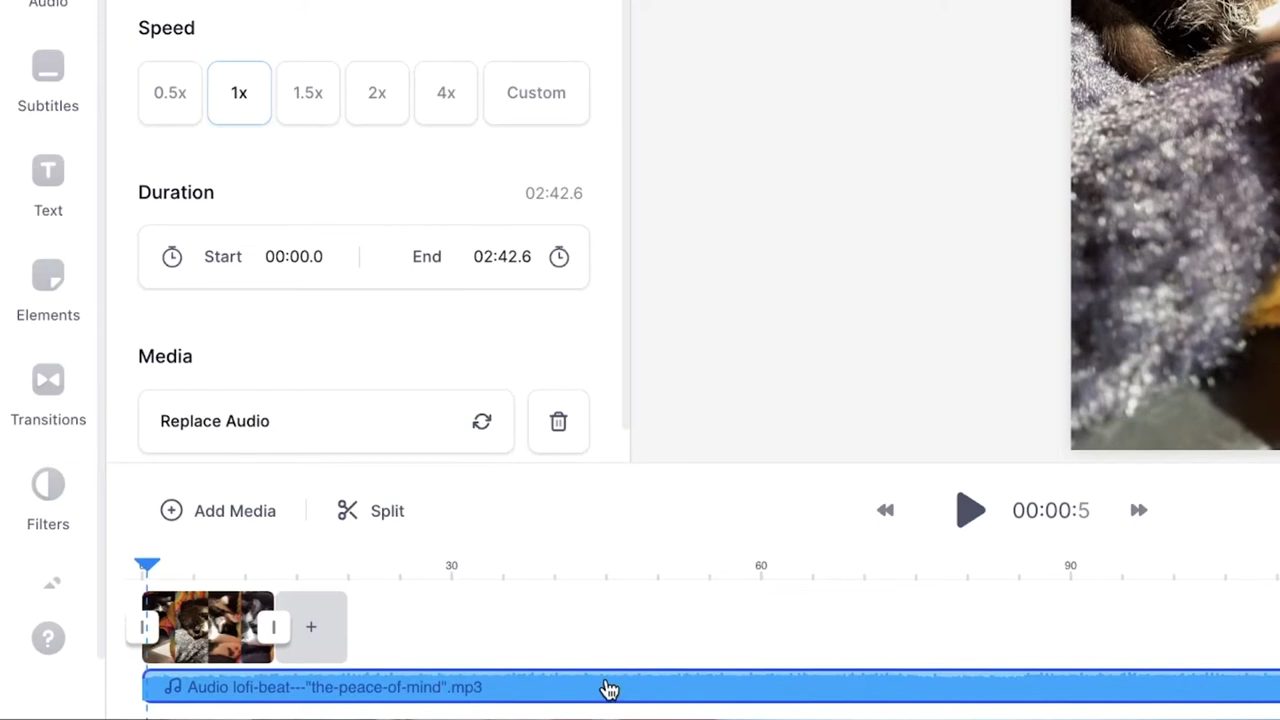 Audio
Speed
0.5x 1x 1.5x 2x 4x Custom
Subtitles
Duration 02:42.6
Text
Start 00:00.0 End 02:42.6
Elements
Media
Replace Audio
Transitions
Add Media Split 00:00:5
Filters
30 60 90
+
?
Audio lofi-beat---"the-peace-of-mind".mp3